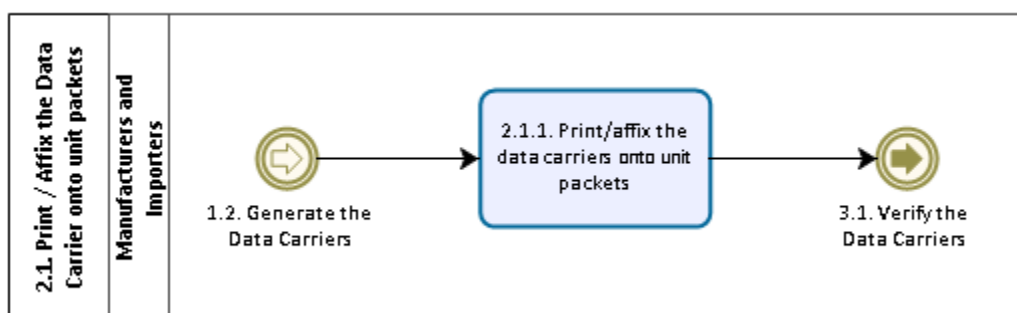 2.1. Print / Affix the Data
Carrier onto unit packets
Manufacturers and
Importers
1.2. Generate the
Data Carriers
2.1.1. Print/affix the
data carriers onto unit
packets
3.1. Verify the
Data Carriers